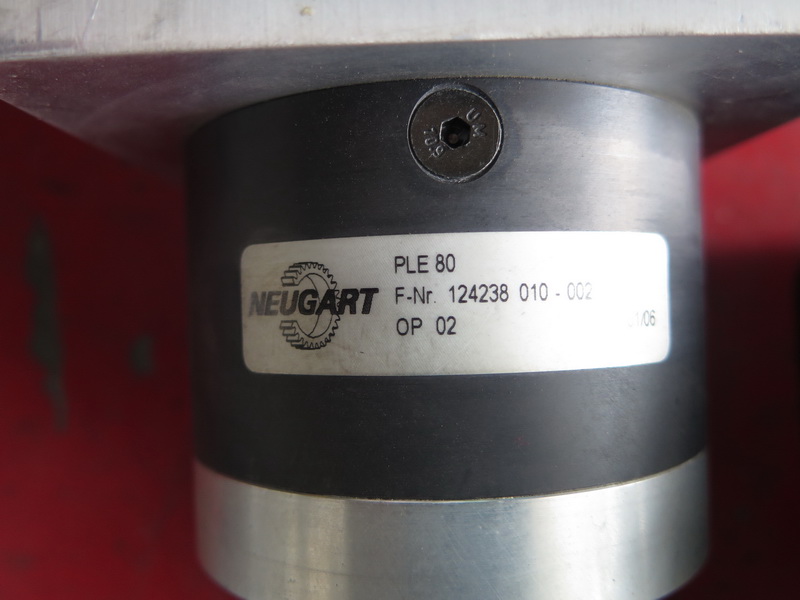 NEUGART
PLE 80
F-Nr. 124238 010 - 002
OP 02